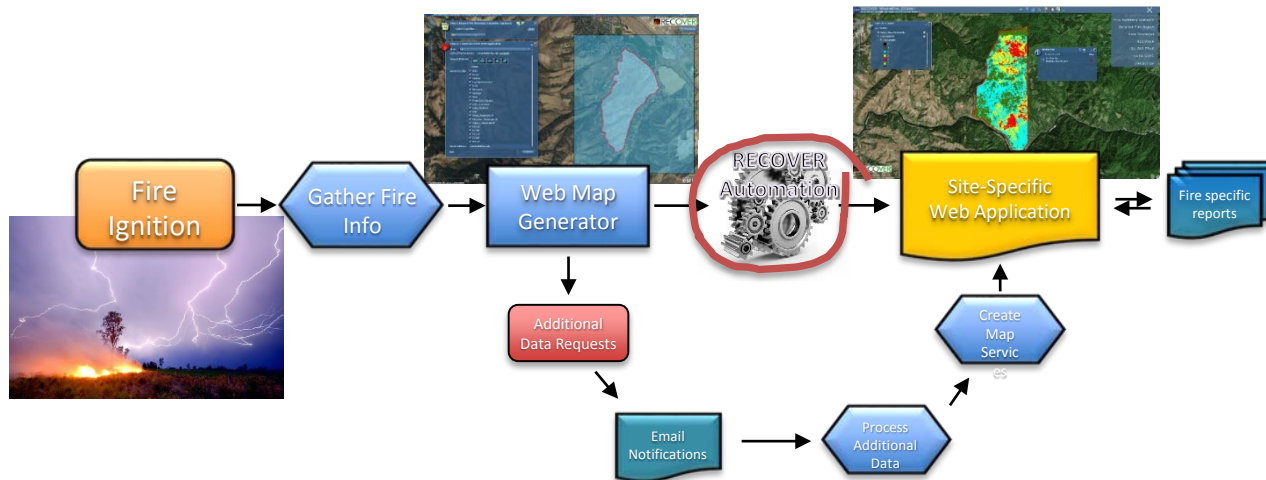 RECOVER
RECOVER
Automation
Fire
Ignition
Gather Fire
Info
Web Map
Generator
Site-Specific
Web Application
Fire specific
reports
Additional
Data Requests
Create
Map
Servic
es
Email
Notifications
Process
Additional
Data